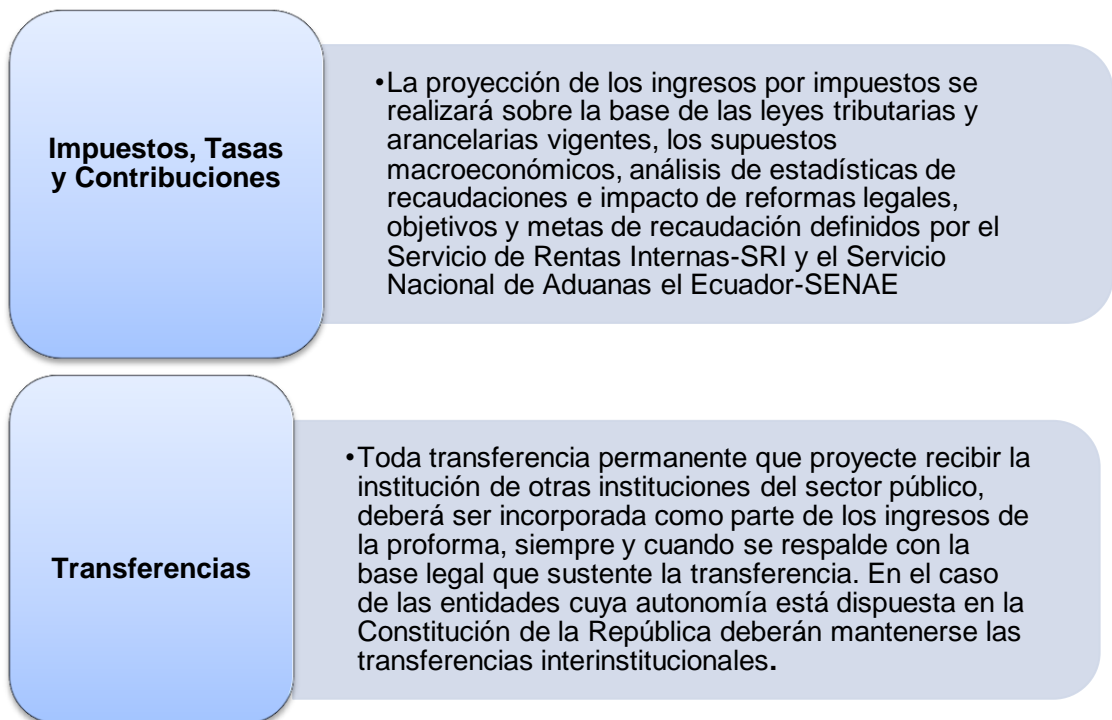 Impuestos, Tasas
y Contribuciones
•La proyección de los ingresos por impuestos se
realizará sobre la base de las leyes tributarias y
arancelarias vigentes, los supuestos
macroeconómicos, análisis de estadísticas de
recaudaciones e impacto de reformas legales,
objetivos y metas de recaudación definidos por el
Servicio de Rentas Internas-SRI y el Servicio
Nacional de Aduanas el Ecuador-SENAE
Transferencias
•Toda transferencia permanente que proyecte recibir la
institución de otras instituciones del sector público,
deberá ser incorporada como parte de los ingresos de
la proforma, siempre y cuando se respalde con la
base legal que sustente la transferencia. En el caso
de las entidades cuya autonomía está dispuesta en la
Constitución de la República deberán mantenerse las
transferencias interinstitucionales.